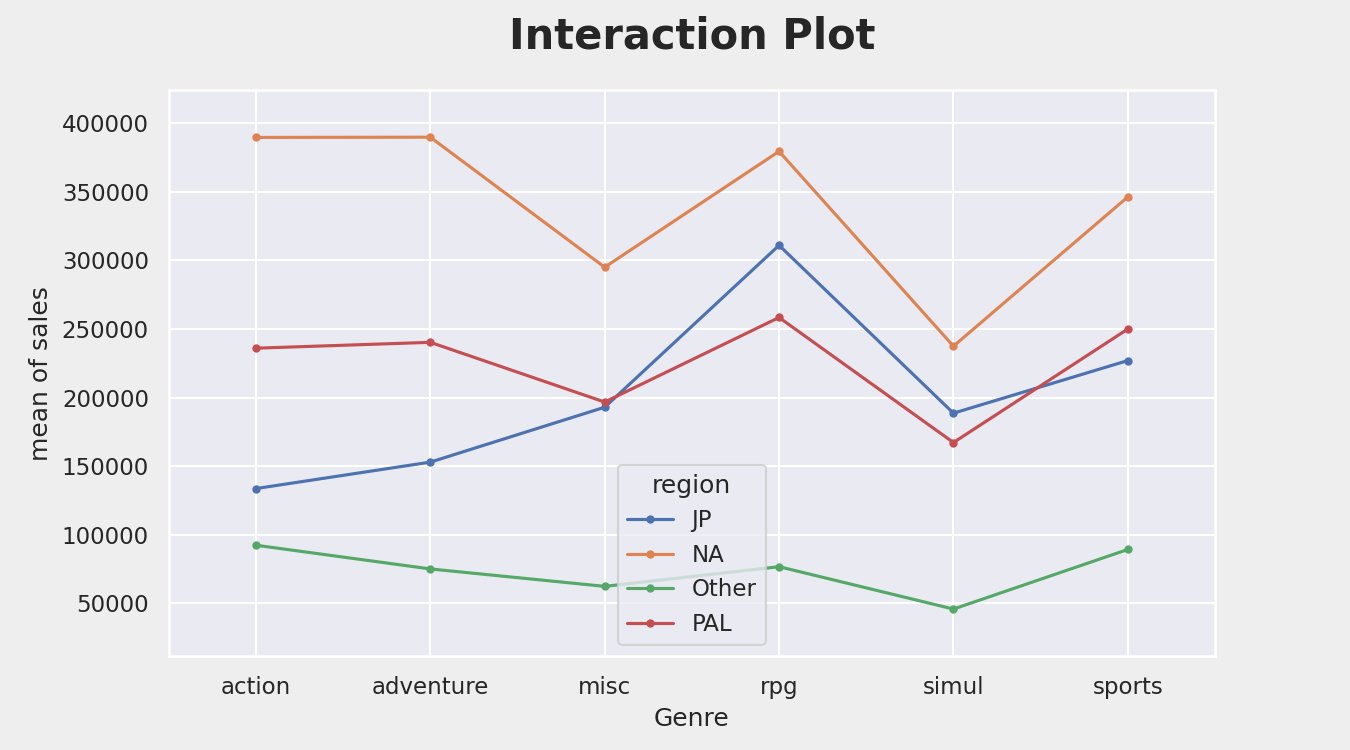 Interaction Plot
400000
350000
300000
250000
200000
150000
100000
50000
mean of sales
region
JP
NA
Other
PAL
action adventure misc rpg simul sports
Genre